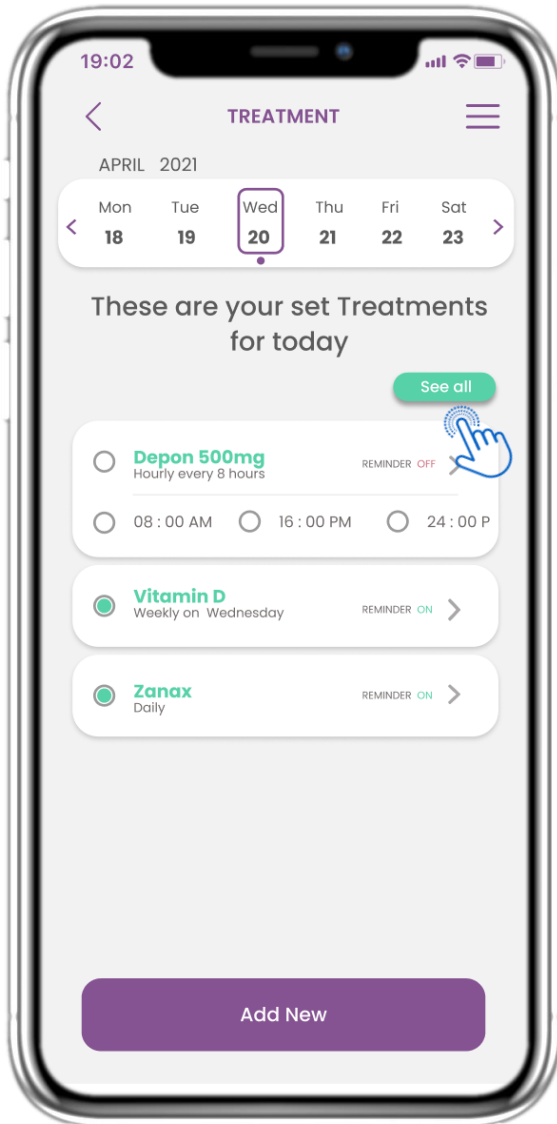 19:02
TREATMENT
APRIL 2021
Mon Tue Wed Thu Fri Sat
18 19 20 21 22 23
These are your set Treatments
for today
See all
Depon 500mg
Hourly every 8 hours
REMINDER OFF
08 : 00 AM 16 : 00 PM 24 : 00 P
Vitamin D
Weekly on Wednesday
REMINDER ON
Zanax
Daily
REMINDER ON
Add New